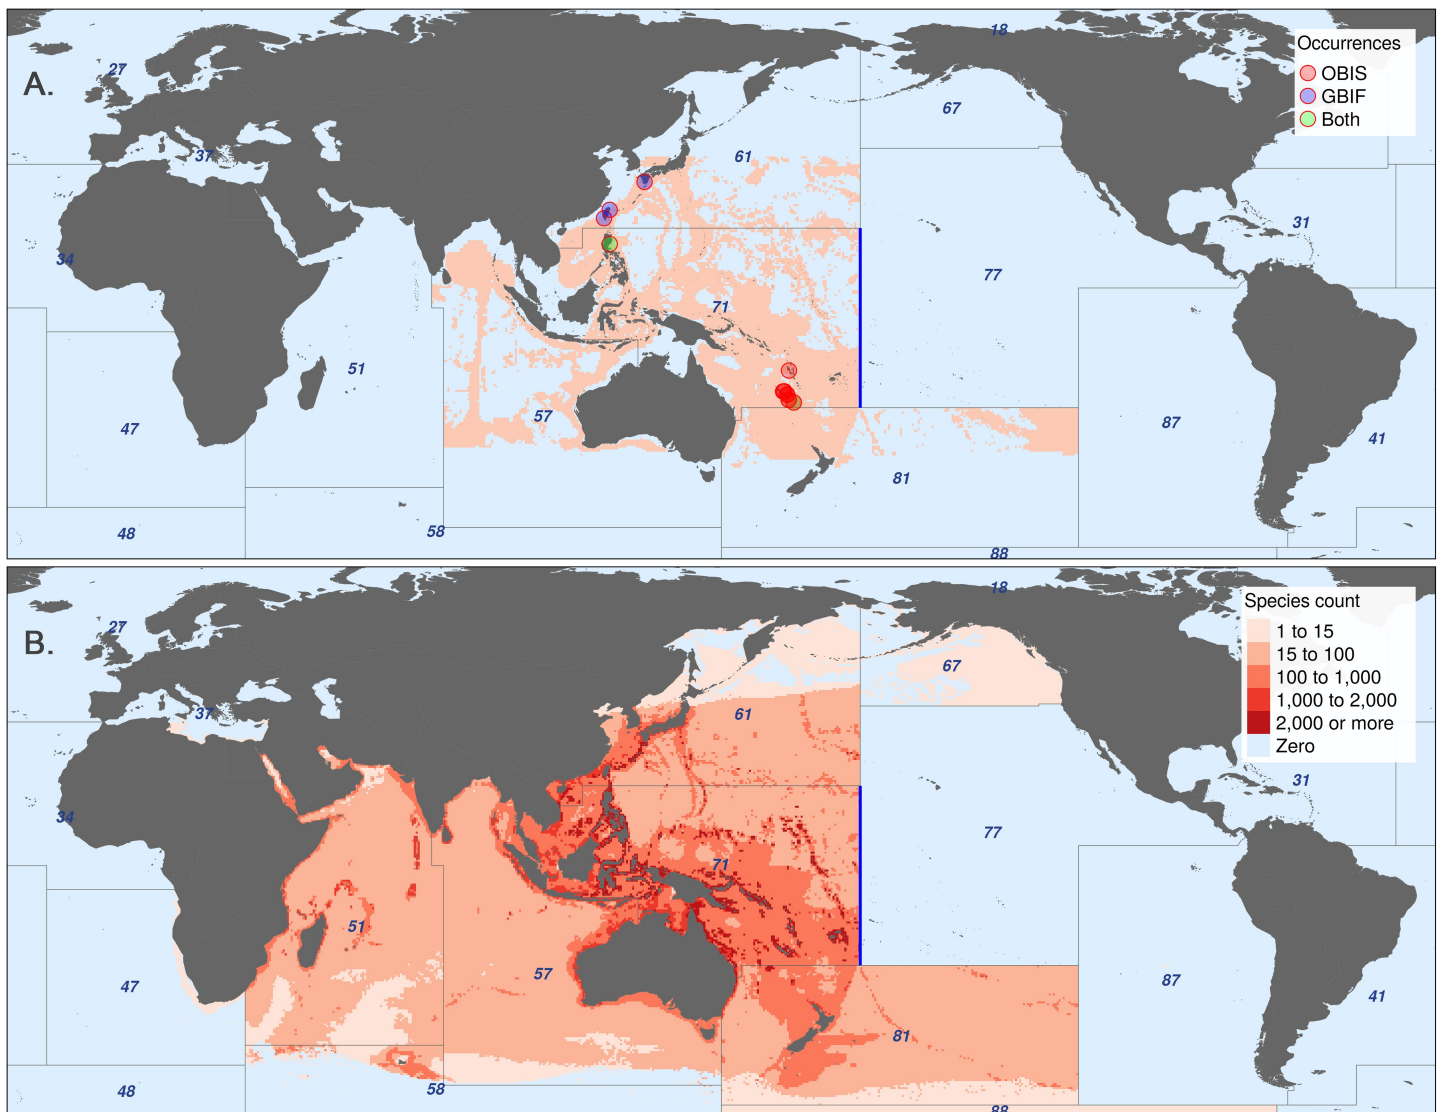 A.
18
27
37
34
67
61
31
77
71
51
57
47
87
41
81
48
58
88
Occurrences
OBIS
GBIF
Both
B.
18
27
37
34
67
61
31
77
71
51
57
47
87
41
81
48
58
88
Species count
1 to 15
15 to 100
100 to 1,000
1,000 to 2,000
2,000 or more
Zero